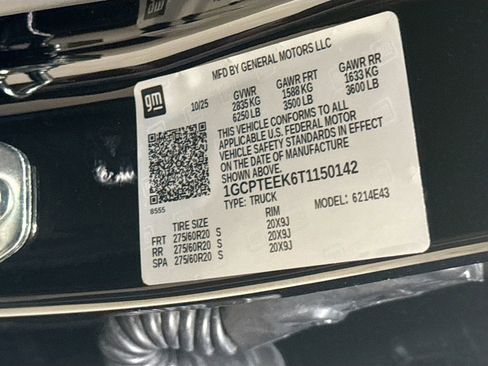 MFD BY GENERAL MOTORS LLC
gm
10/25
GVWR GAWR FRT GAWR RR
2835 KG 1588 KG 1633 KG
6250 LB 3500 LB 3600 LB
THIS VEHICLE CONFORMS TO ALL
APPLICABLE U.S. FEDERAL MOTOR
VEHICLE SAFETY STANDARDS IN EFFECT
ON THE DATE OF MANUFACTURE
SHOWN ABOVE.
1GCPTEEK6T1150142
8555
TYPE: TRUCK MODEL: 6214E43
TIRE SIZE RIM
FRT 275/60R20 S 20X9J
RR 275/60R20 S 20X9J
SPA 275/60R20 S 20X9J